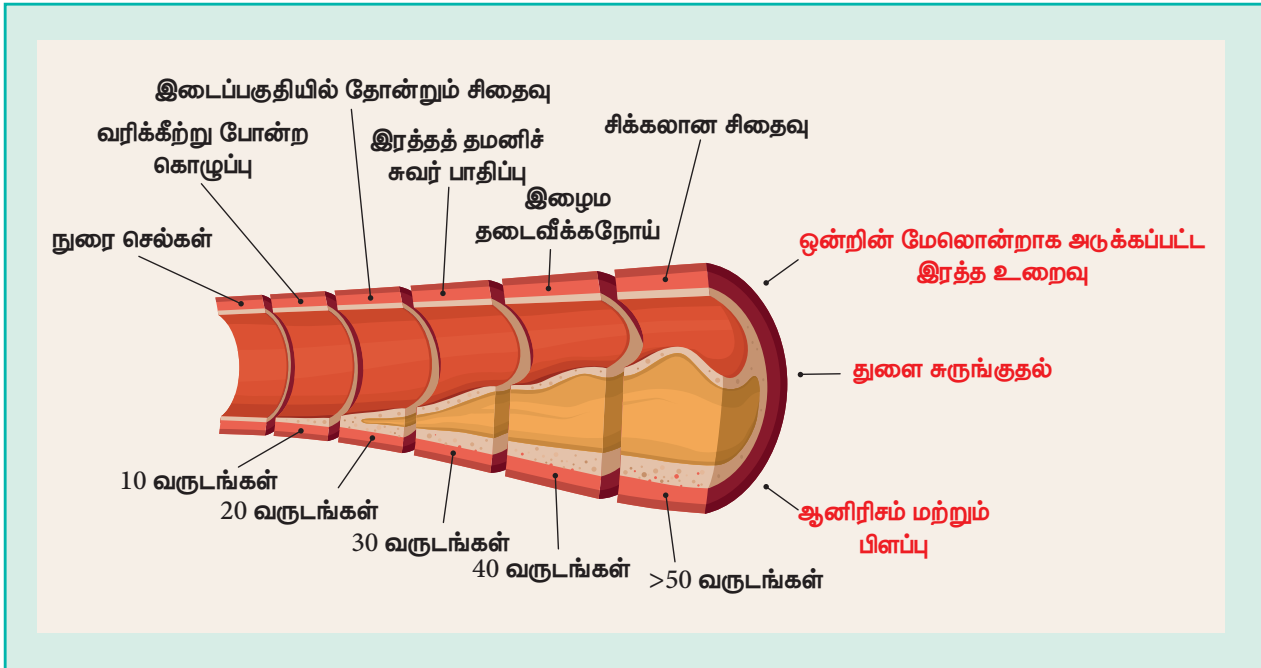 இடைப்பகுதியில் தோன்றும் சிதைவு
வரிக்கீற்று போன்ற
கொழுப்பு
இரத்தத் தமனிச்
சுவர் பாதிப்பு
சிக்கலான சிதைவு
இழைம
தடைவீக்கநோய்
நுரை செல்கள்
ஒன்றின் மேலொன்றாக அடுக்கப்பட்ட
இரத்த உறைவு
துளை சுருங்குதல்
10 வருடங்கள்
20 வருடங்கள்
30 வருடங்கள்
40 வருடங்கள்
>50 வருடங்கள்
ஆனிரிசம் மற்றும்
பிளப்பு